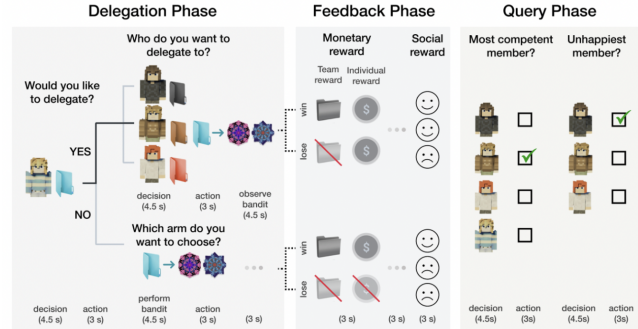 Delegation Phase
Who do you want to
delegate to?
Would you like
to delegate?
YES
NO
decision
(4.5 s)
action
(3 s)
observe
bandit
(4.5 s)
Which arm do you
want to choose?
decision
(4.5 s)
action
(3 s)
perform
bandit
(4.5 s)
action
(3 s)
(3 s)
Feedback Phase
Monetary
reward
Social
reward
Team
reward
Individual
reward
win
$
lose
$
win
$
lose
(3 s)
(3 s)
(3 s)
Query Phase
Most competent
member?
Unhappiest
member?
decision
(4.5s)
action
(3s)
decision
(4.5s)
action
(3s)